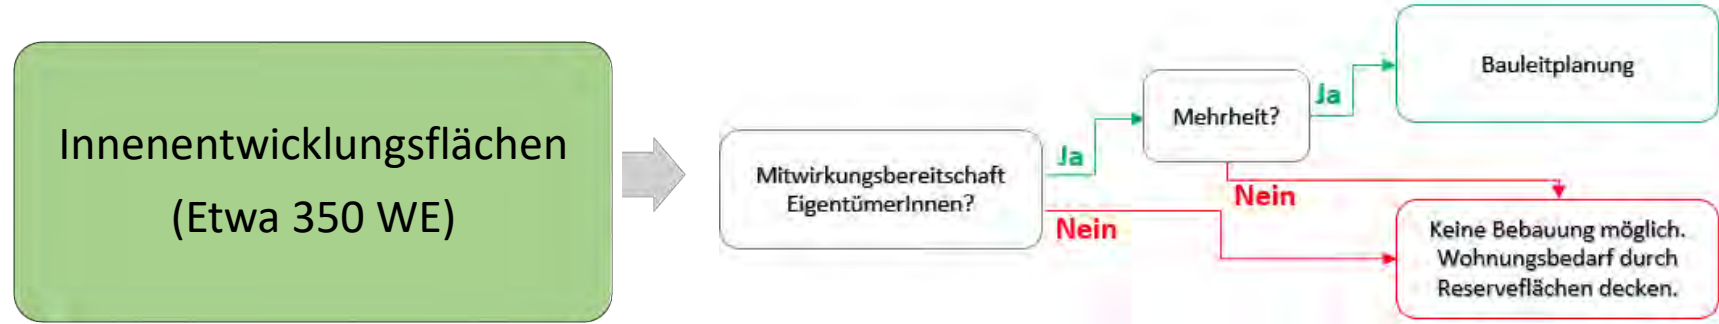 Innenentwicklungsflächen
(Etwa 350 WE)
Mitwirkungsbereitschaft
EigentümerInnen?
Ja
Nein
Mehrheit?
Ja
Nein
Bauleitplanung
Keine Bebauung möglich.
Wohnungsbedarf durch
Reserveflächen decken.